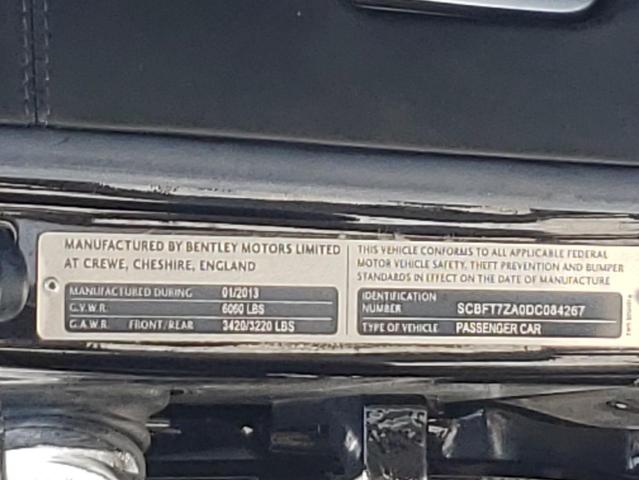 MANUFACTURED BY BENTLEY MOTORS LIMITED
AT CREWE, CHESHIRE, ENGLAND
MANUFACTURED DURING 01/2013
G.V.W.R. 6060 LBS
G.A.W.R. FRONT/REAR 3420/3220 LBS
THIS VEHICLE CONFORMS TO ALL APPLICABLE FEDERAL
MOTOR VEHICLE SAFETY, THEFT PREVENTION AND BUMPER
STANDARDS IN EFFECT ON THE DATE OF MANUFACTURE
IDENTIFICATION
NUMBER SCBFT7ZA0DC084267
TYPE OF VEHICLE PASSENGER CAR